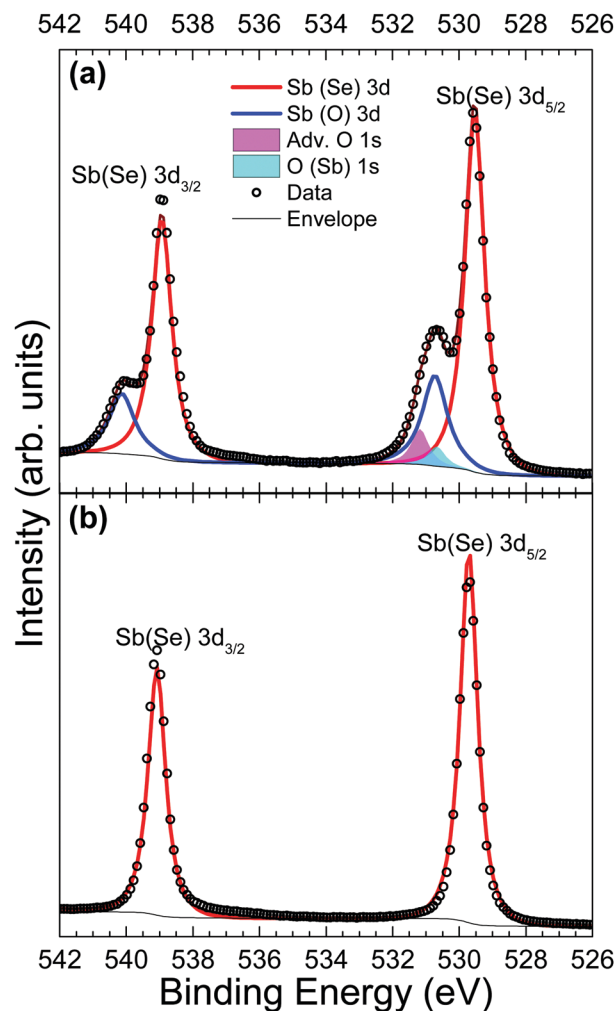 540 538 536 534 532 530 528 526
(a)
Sb (Se) 3d
Sb (O) 3d
Adv. O 1s
O (Sb) 1s
Data
Envelope
Sb(Se) 3d5/2
Sb(Se) 3d3/2
(b)
Sb(Se) 3d5/2
Sb(Se) 3d3/2
Intensity (arb. units)
542 540 538 536 534 532 530 528 526
Binding Energy (eV)